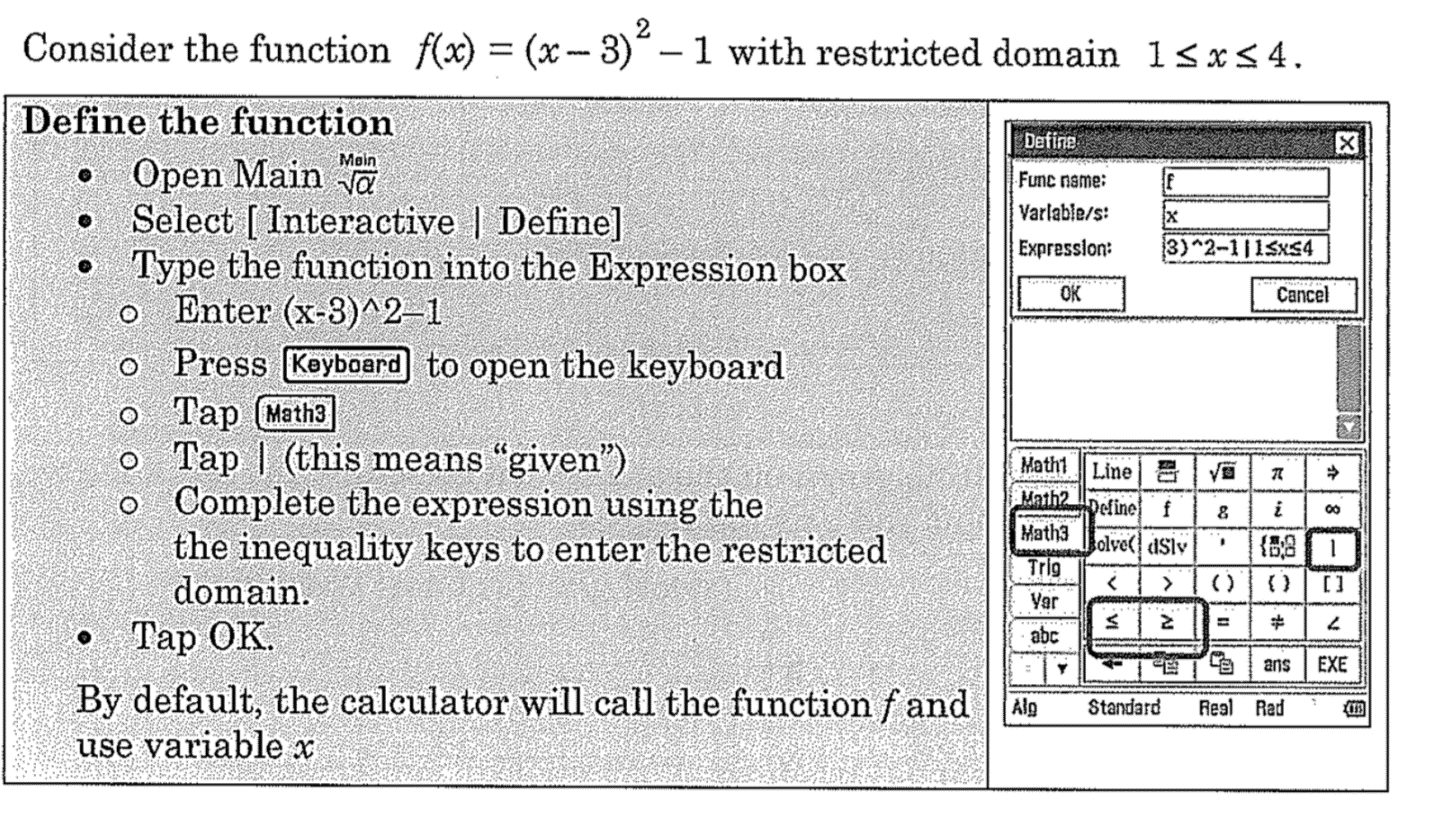 Consider the function f(x) = (x – 3)² – 1 with restricted domain 1 ≤ x ≤ 4.
Define the function
• Open Main Main √α
• Select [ Interactive | Define]
• Type the function into the Expression box
○ Enter (x-3)^2–1
○ Press Keyboard to open the keyboard
○ Tap Math3
○ Tap | (this means “given”)
○ Complete the expression using the
the inequality keys to enter the restricted
domain.
• Tap OK.
By default, the calculator will call the function f and
use variable x
Define
Func name: f
Variable/s: x
Expression: 3)^2-1|1≤x≤4
OK Cancel
Math1 Line √■ π ⇒
Math2 Define f g i ∞
Math3 solve( dSlv ' {■;□ |
Trig < > ( ) { } [ ]
Var ≤ ≥ = ≠ ∠
abc ans EXE
Alg Standard Real Rad